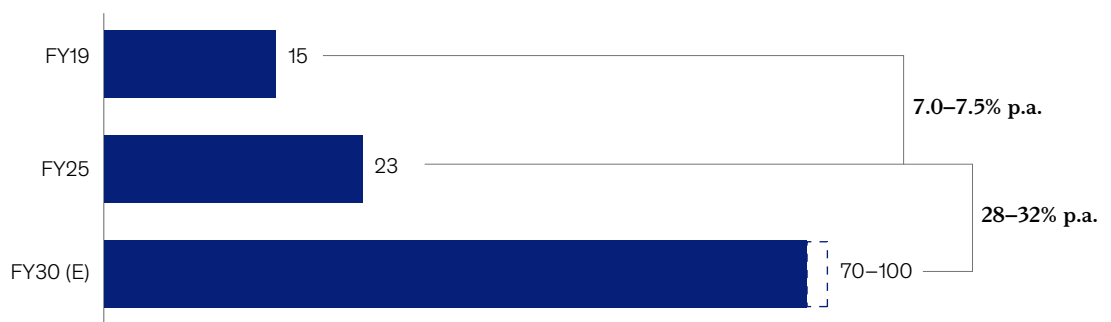 FY19
15
7.0–7.5% p.a.
FY25
23
28–32% p.a.
FY30 (E)
70–100